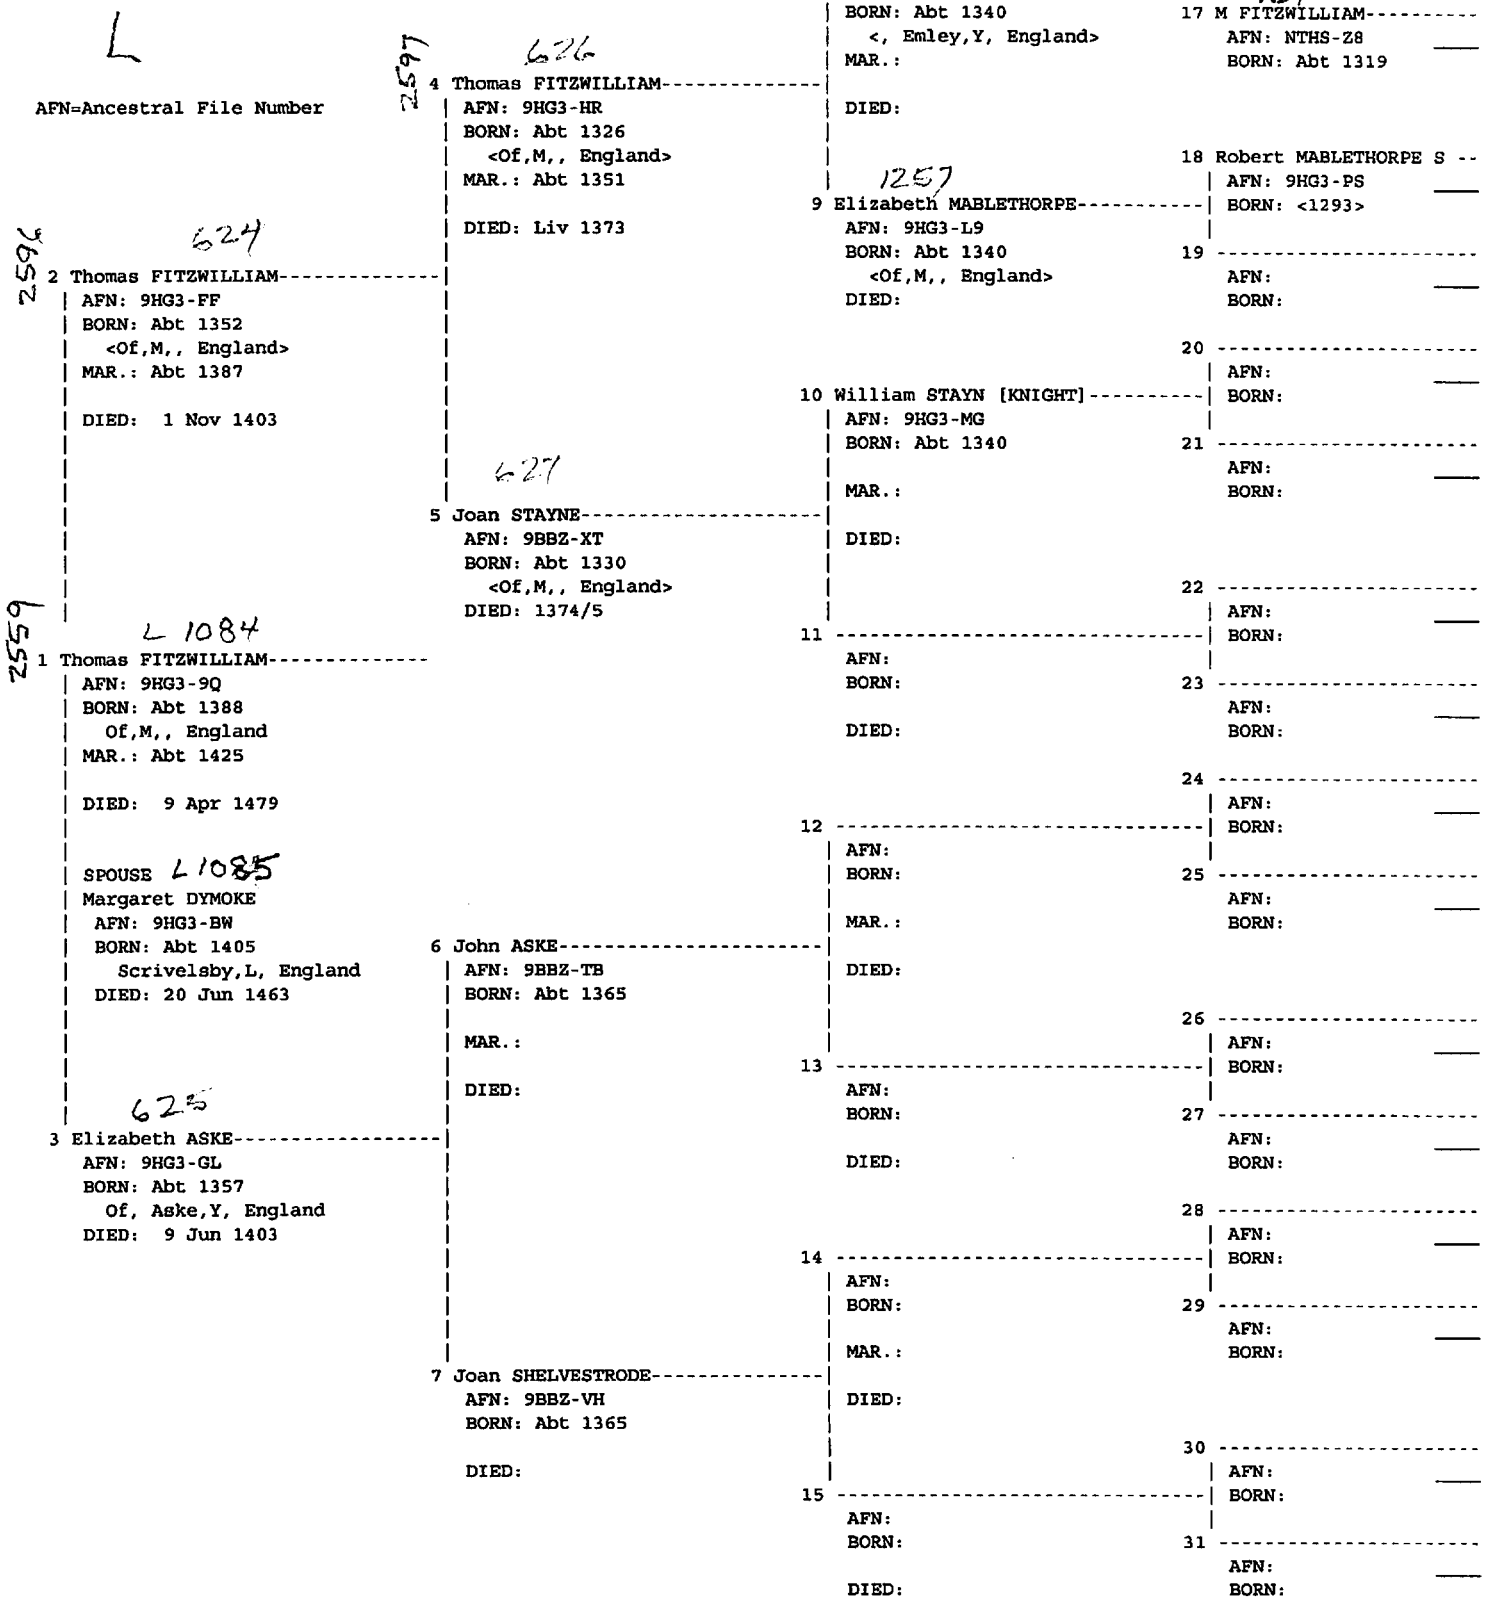 L
AFN=Ancestral File Number
BORN: Abt 1340
<, Emley,Y, England>
MAR.:
DIED:
17 M FITZWILLIAM----------
AFN: NTHS-Z8
BORN: Abt 1319
2597
626
4 Thomas FITZWILLIAM---------------
AFN: 9HG3-HR
BORN: Abt 1326
<Of,M,, England>
MAR.: Abt 1351
DIED: Liv 1373
18 Robert MABLETHORPE S --
AFN: 9HG3-PS
BORN: <1293>
1257
9 Elizabeth MABLETHORPE-----------
AFN: 9HG3-L9
BORN: Abt 1340
<Of,M,, England>
DIED:
19 ------------------------
AFN:
BORN:
2596
624
2 Thomas FITZWILLIAM--------------
AFN: 9HG3-FF
BORN: Abt 1352
<Of,M,, England>
MAR.: Abt 1387
DIED: 1 Nov 1403
20 ------------------------
AFN:
BORN:
10 William STAYN [KNIGHT]----------
AFN: 9HG3-MG
BORN: Abt 1340
MAR.:
DIED:
21 ------------------------
AFN:
BORN:
627
5 Joan STAYNE----------------------
AFN: 9BBZ-XT
BORN: Abt 1330
<Of,M,, England>
DIED: 1374/5
22 ------------------------
AFN:
BORN:
11 ---------------------------------
AFN:
BORN:
DIED:
23 ------------------------
AFN:
BORN:
2559
L 1084
1 Thomas FITZWILLIAM-------------
AFN: 9HG3-9Q
BORN: Abt 1388
Of,M,, England
MAR.: Abt 1425
DIED: 9 Apr 1479
24 ------------------------
AFN:
BORN:
12 ---------------------------------
AFN:
BORN:
MAR.:
DIED:
25 ------------------------
AFN:
BORN:
SPOUSE L1085
Margaret DYMOKE
AFN: 9HG3-BW
BORN: Abt 1405
Scrivelsby,L, England
DIED: 20 Jun 1463
6 John ASKE------------------------
AFN: 9BBZ-TB
BORN: Abt 1365
MAR.:
DIED:
26 ------------------------
AFN:
BORN:
13 ---------------------------------
AFN:
BORN:
DIED:
27 ------------------------
AFN:
BORN:
625
3 Elizabeth ASKE------------------
AFN: 9HG3-GL
BORN: Abt 1357
Of, Aske,Y, England
DIED: 9 Jun 1403
28 ------------------------
AFN:
BORN:
14 ---------------------------------
AFN:
BORN:
MAR.:
DIED:
29 ------------------------
AFN:
BORN:
7 Joan SHELVESTRODE----------------
AFN: 9BBZ-VH
BORN: Abt 1365
DIED:
30 ------------------------
AFN:
BORN:
15 ---------------------------------
AFN:
BORN:
DIED:
31 ------------------------
AFN:
BORN: